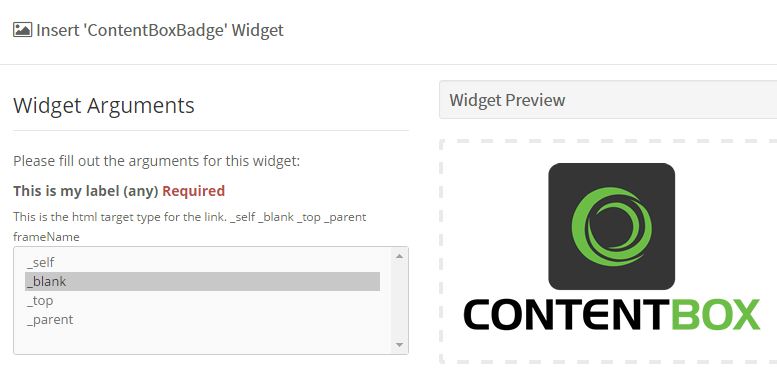 Insert 'ContentBoxBadge' Widget
Widget Arguments
Please fill out the arguments for this widget:
This is my label (any) Required
This is the html target type for the link. _self _blank _top _parent
frameName
_self
_blank
_top
_parent
Widget Preview
CONTENTBOX